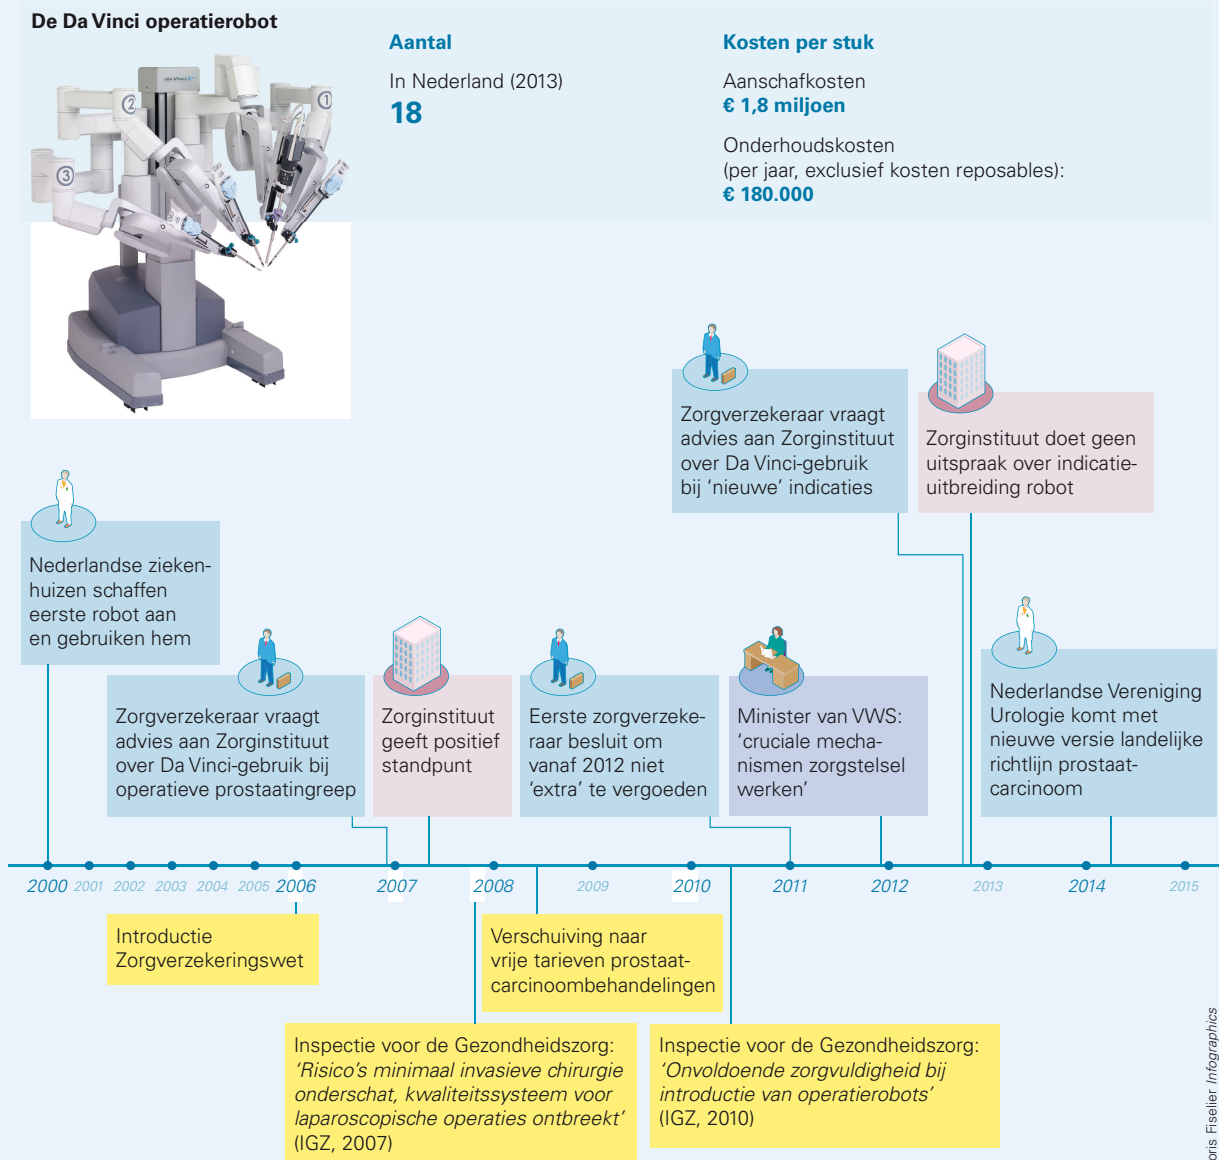 De Da Vinci operatierobot
da Vinci
1
2
3
Aantal
In Nederland (2013)
18
Kosten per stuk
Aanschafkosten
€ 1,8 miljoen
Onderhoudskosten
(per jaar, exclusief kosten reposables):
€ 180.000
Zorgverzekeraar vraagt
advies aan Zorginstituut
over Da Vinci-gebruik
bij ‘nieuwe’ indicaties
Zorginstituut doet geen
uitspraak over indicatie-
uitbreiding robot
Nederlandse zieken-
huizen schaffen
eerste robot aan
en gebruiken hem
Zorgverzekeraar vraagt
advies aan Zorginstituut
over Da Vinci-gebruik bij
operatieve prostaatingreep
Zorginstituut
geeft positief
standpunt
Eerste zorgverzeke-
raar besluit om
vanaf 2012 niet
‘extra’ te vergoeden
Minister van VWS:
‘cruciale mecha-
nismen zorgstelsel
werken’
Nederlandse Vereniging
Urologie komt met
nieuwe versie landelijke
richtlijn prostaat-
carcinoom
2000 2001 2002 2003 2004 2005 2006 2007 2008 2009 2010 2011 2012 2013 2014 2015
Introductie
Zorgverzekeringswet
Verschuiving naar
vrije tarieven prostaat-
carcinoombehandelingen
Inspectie voor de Gezondheidszorg:
‘Risico’s minimaal invasieve chirurgie
onderschat, kwaliteitssysteem voor
laparoscopische operaties ontbreekt’
(IGZ, 2007)
Inspectie voor de Gezondheidszorg:
‘Onvoldoende zorgvuldigheid bij
introductie van operatierobots’
(IGZ, 2010)
oris Fiselier Infographics